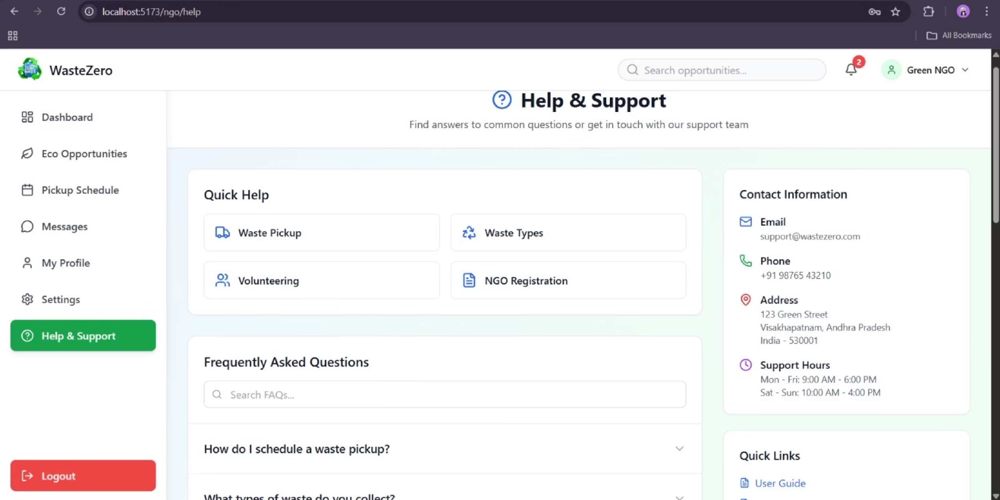 localhost:5173/ngo/help
All Bookmarks
ZERO WASTE
WasteZero
Search opportunities...
2
Green NGO
Dashboard
Eco Opportunities
Pickup Schedule
Messages
My Profile
Settings
Help & Support
Logout
Help & Support
Find answers to common questions or get in touch with our support team
Quick Help
Waste Pickup
Waste Types
Volunteering
NGO Registration
Frequently Asked Questions
Search FAQs...
How do I schedule a waste pickup?
What types of waste do you collect?
Contact Information
Email
support@wastezero.com
Phone
+91 98765 43210
Address
123 Green Street
Visakhapatnam, Andhra Pradesh
India - 530001
Support Hours
Mon - Fri: 9:00 AM - 6:00 PM
Sat - Sun: 10:00 AM - 4:00 PM
Quick Links
User Guide